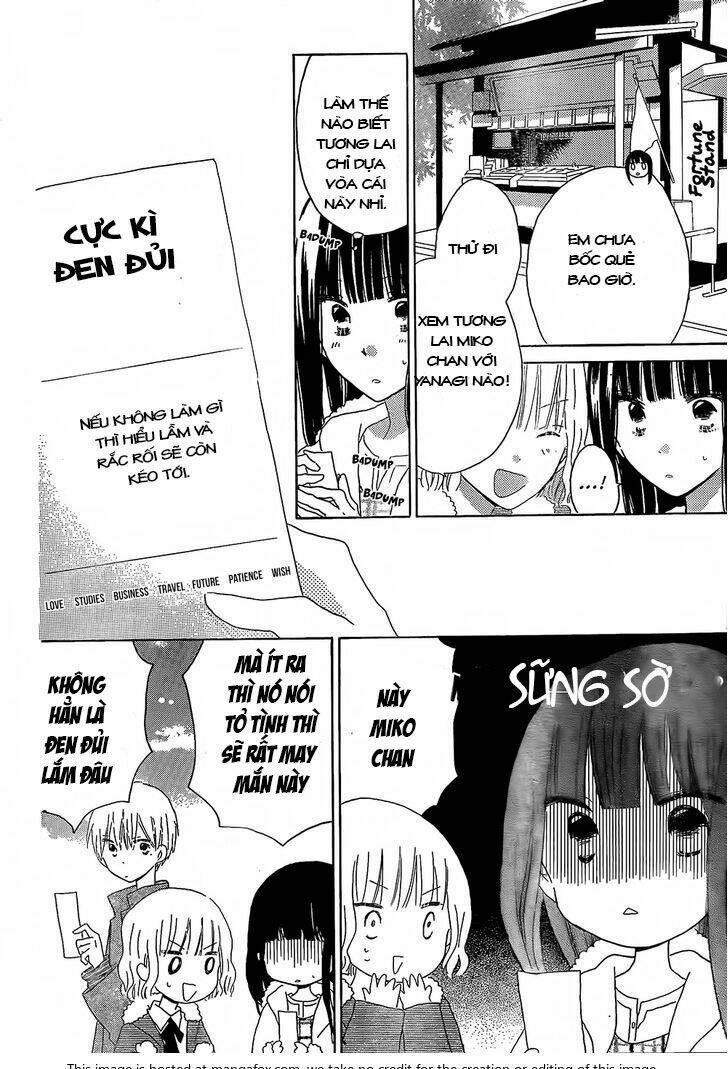 Fortune
Stand
EM CHƯA
BỐC QUẺ
BAO GIỜ.
THỬ ĐI
XEM TƯƠNG
LAI MIKO
CHAN VỚI
YANAGI NÀO!
....!
LÀM THẾ
NÀO BIẾT
TƯƠNG LAI
CHỈ DỰA
VÒA CÁI
NÀY NHỈ.
BADUMP
BADUMP
BADUMP
CỰC KÌ
ĐEN ĐỦI
NẾU KHÔNG LÀM GÌ
THÌ HIỂU LẦM VÀ
RẮC RỐI SẼ CÒN
KÉO TỚI.
LOVE STUDIES BUSINESS TRAVEL FUTURE PATIENCE WISH
SỮNG SỜ
NÀY
MIKO
CHAN
MÀ ÍT RA
THÌ NÓ NÓI
TỎ TÌNH THÌ
SẼ RẤT MAY
MẮN NÀY
KHÔNG
HẲN LÀ
ĐEN ĐỦI
LẮM ĐÂU
This image is hosted at mangafox.com, we take no credit for the creation or editing of this image.